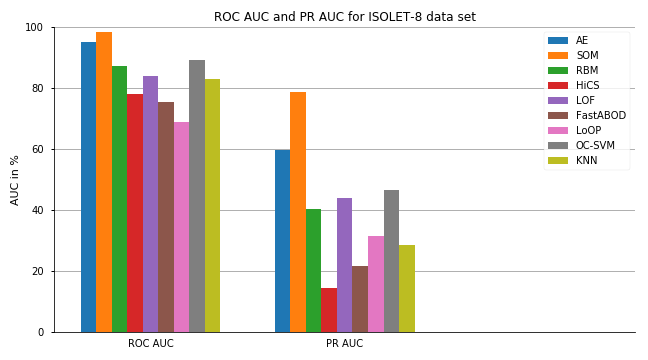 ROC AUC and PR AUC for ISOLET-8 data set
100
80
60
40
20
0
AUC in %
ROC AUC
PR AUC
AE
SOM
RBM
HiCS
LOF
FastABOD
LoOP
OC-SVM
KNN